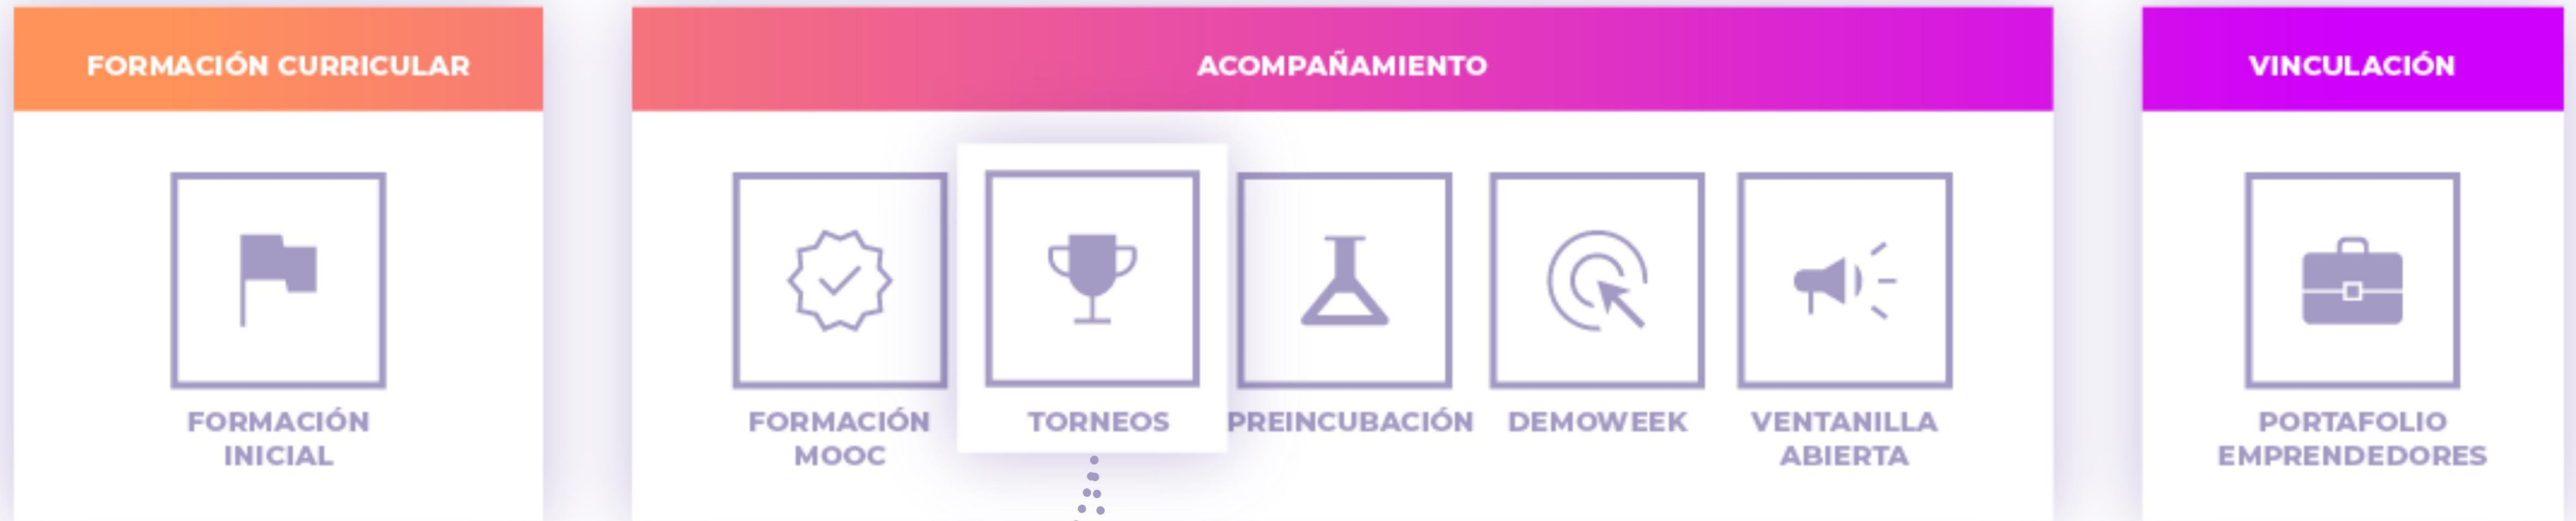 FORMACIÓN CURRICULAR
ACOMPAÑAMIENTO
VINCULACIÓN
FORMACIÓN
INICIAL
FORMACIÓN
MOOC
TORNEOS
PREINCUBACIÓN
DEMOWEEK
VENTANILLA
ABIERTA
PORTAFOLIO
EMPRENDEDORES